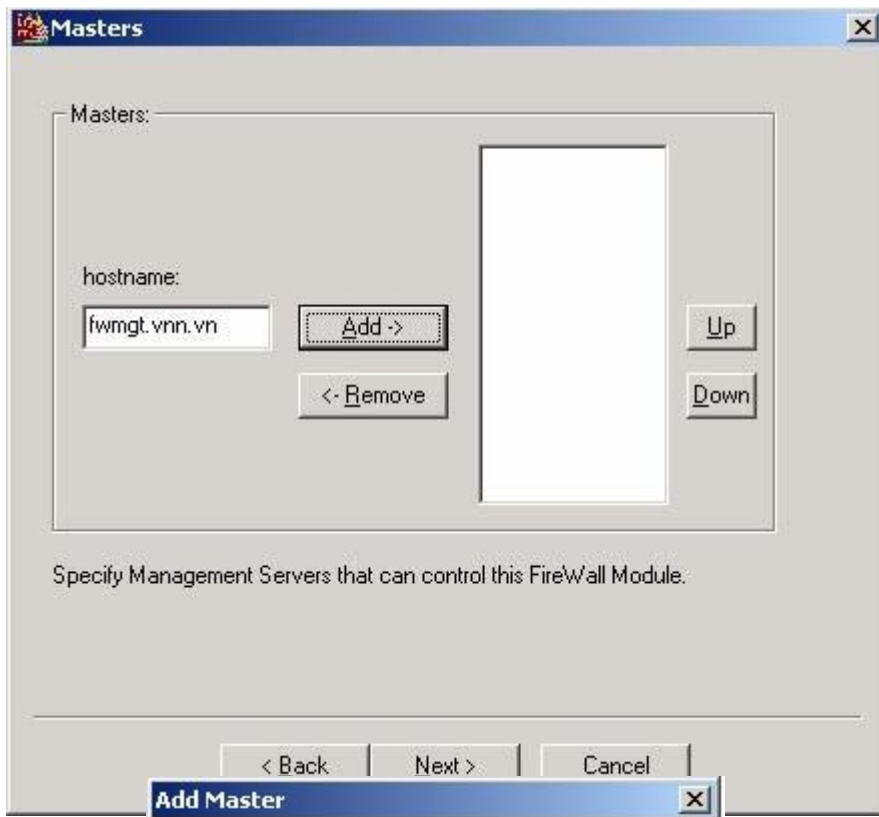 Masters
Masters:
hostname:
fwmgt.vnn.vn
Add ->
<- Remove
Up
Down
Specify Management Servers that can control this FireWall Module.
< Back
Next >
Cancel
Add Master